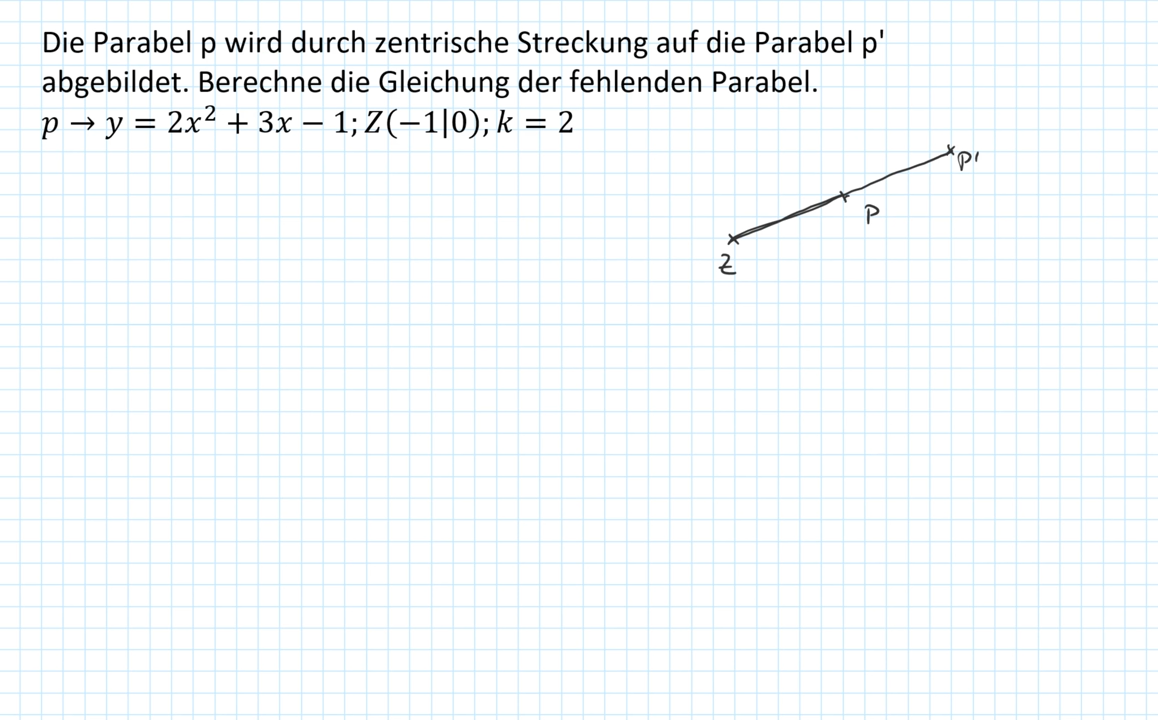 Die Parabel p wird durch zentrische Streckung auf die Parabel p'
abgebildet. Berechne die Gleichung der fehlenden Parabel.
p → y = 2x² + 3x − 1; Z(−1|0); k = 2
P'
P
Z